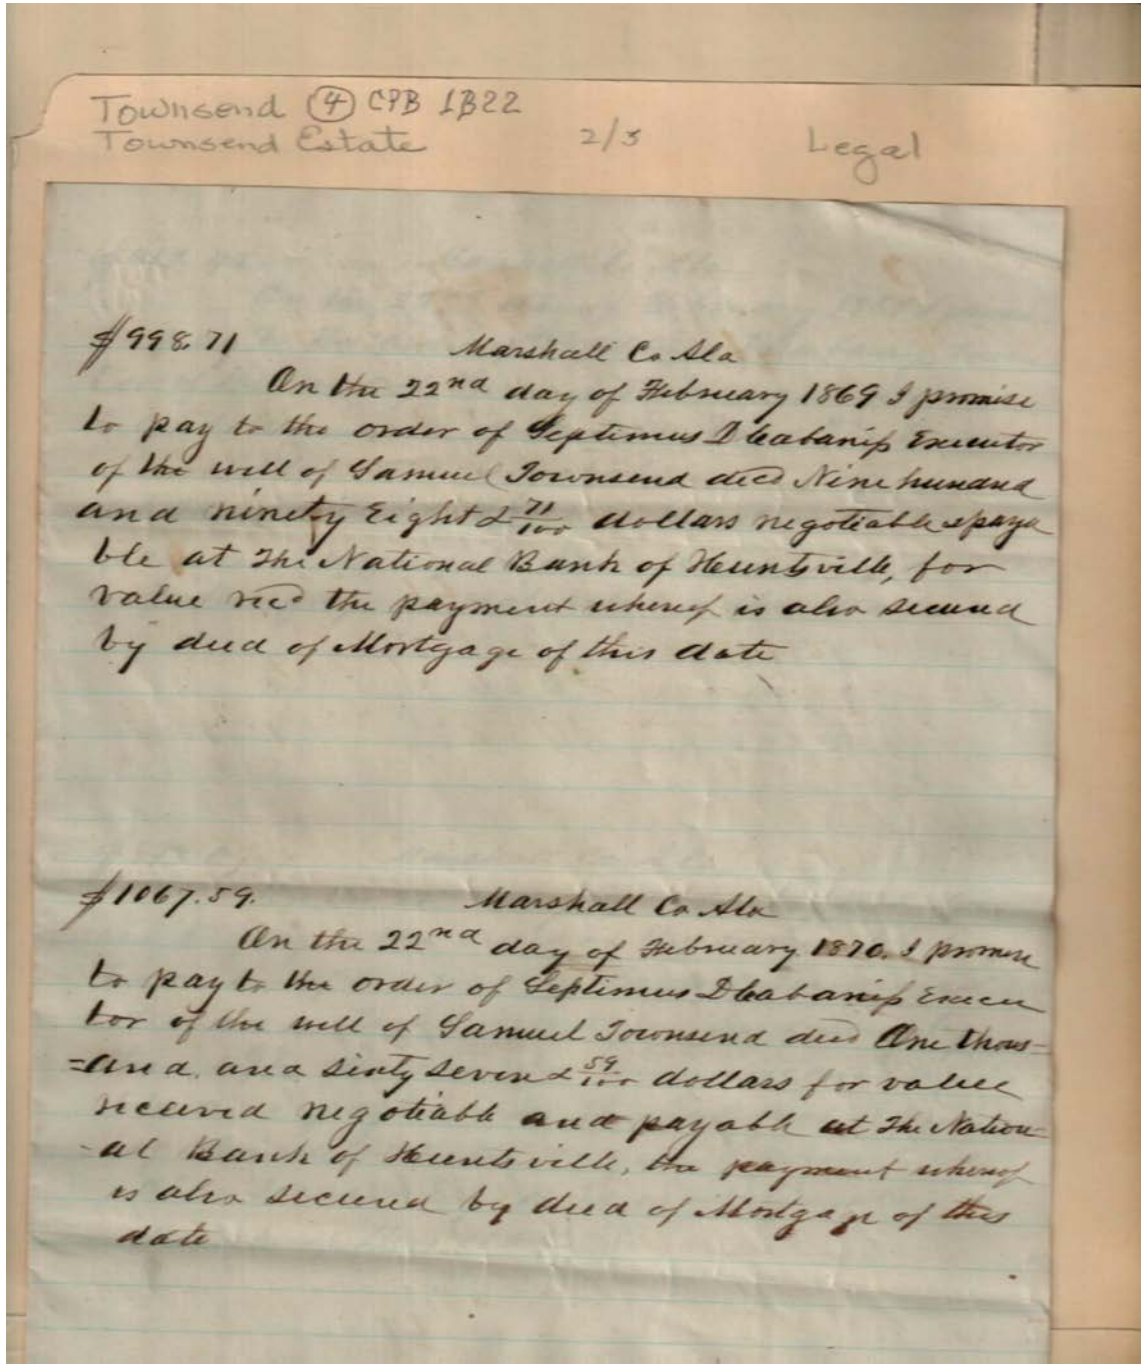 Townsend ④ CPB 1B22
Townsend Estate 2/3 Legal
$998.71 Marshall Co Ala
On the 22nd day of February 1869 I promise
to pay to the order of Septimus D Cabaniss Executor
of the will of Samuel Townsend decd Nine hundred
and ninety Eight & 71/100 dollars negotiable & paya
ble at The National Bank of Huntsville, for
value recd the payment whereof is also secured
by deed of Mortgage of this date
$1067.59. Marshall Co Ala
On the 22nd day of February 1870. I promise
to pay to the order of Septimus D Cabaniss Execu
tor of the will of Samuel Townsend decd One thous-
=and and sixty seven & 59/100 dollars for value
received negotiable and payable at The Nation-
-al Bank of Huntsville, the payment whereof
is also secured by deed of Mortgage of this
date